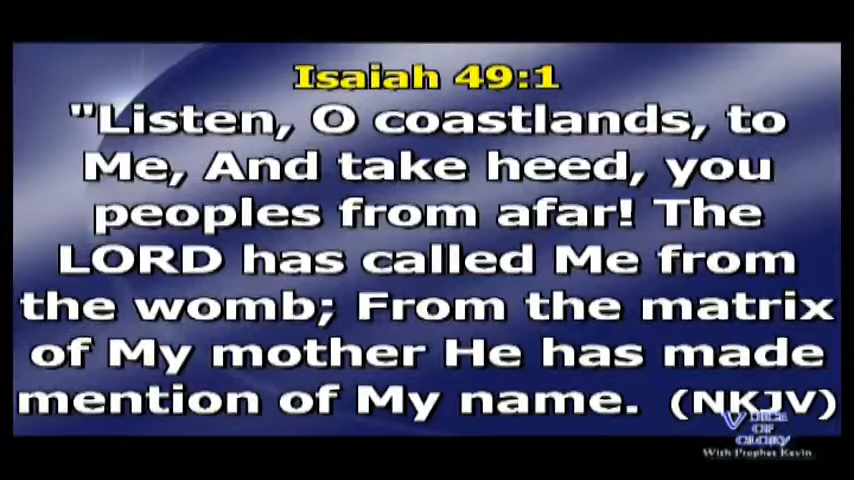 Isaiah 49:1
"Listen, O coastlands, to
Me, And take heed, you
peoples from afar! The
LORD has called Me from
the womb; From the matrix
of My mother He has made
mention of My name. (NKJV)
VOICE
OF
GLORY
With Prophet Kevin